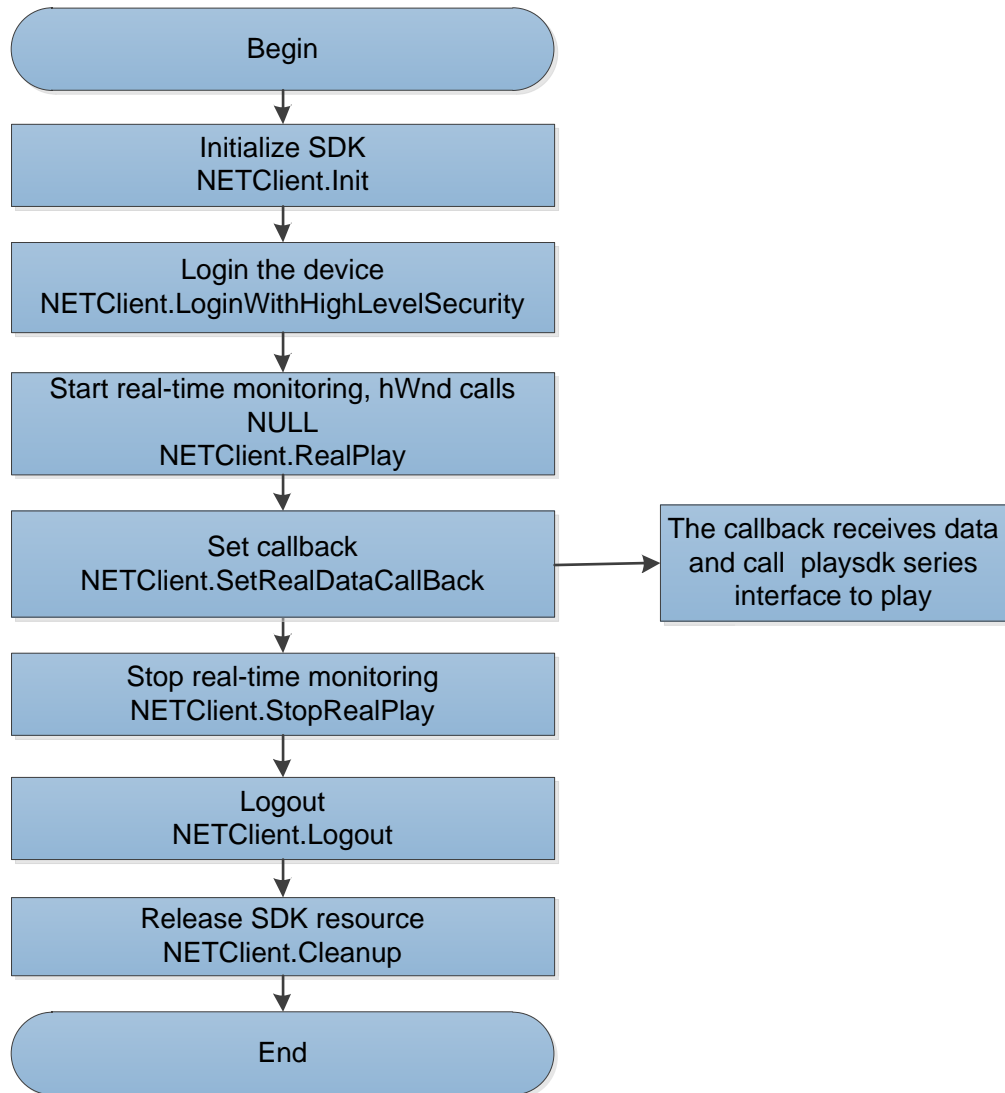 Begin
Initialize SDK
NETClient.Init
Login the device
NETClient.LoginWithHighLevelSecurity
Start real-time monitoring, hWnd calls
NULL
NETClient.RealPlay
Set callback
NETClient.SetRealDataCallBack
The callback receives data
and call playsdk series
interface to play
Stop real-time monitoring
NETClient.StopRealPlay
Logout
NETClient.Logout
Release SDK resource
NETClient.Cleanup
End